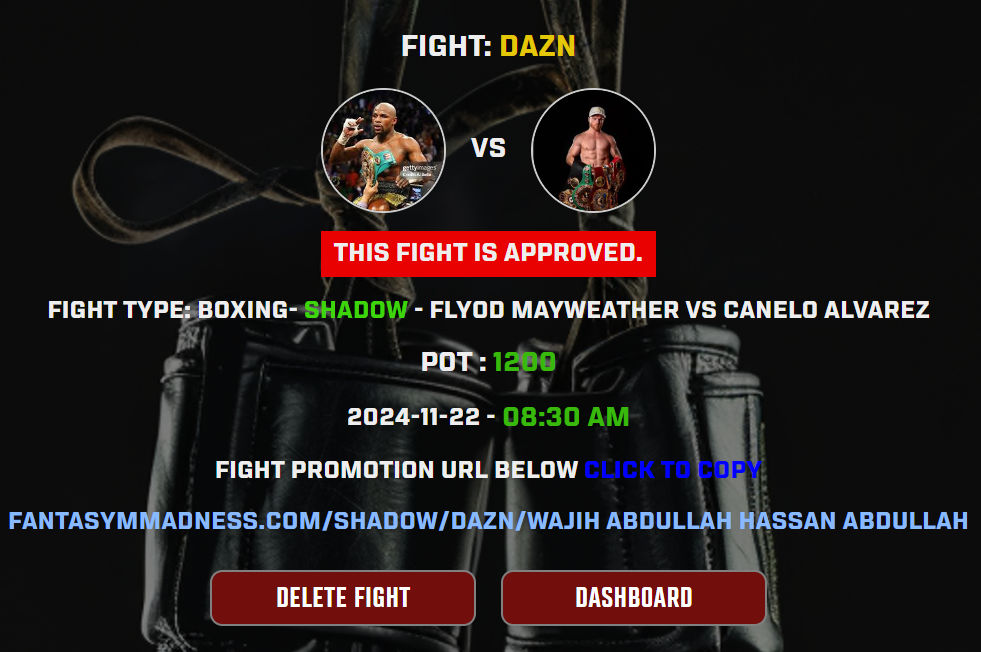 FIGHT: DAZN
VS
gettyimages
THIS FIGHT IS APPROVED.
FIGHT TYPE: BOXING- SHADOW - FLYOD MAYWEATHER VS CANELO ALVAREZ
POT : 1200
2024-11-22 - 08:30 AM
FIGHT PROMOTION URL BELOW CLICK TO COPY
FANTASYMMADNESS.COM/SHADOW/DAZN/WAJIH ABDULLAH HASSAN ABDULLAH
DELETE FIGHT
DASHBOARD